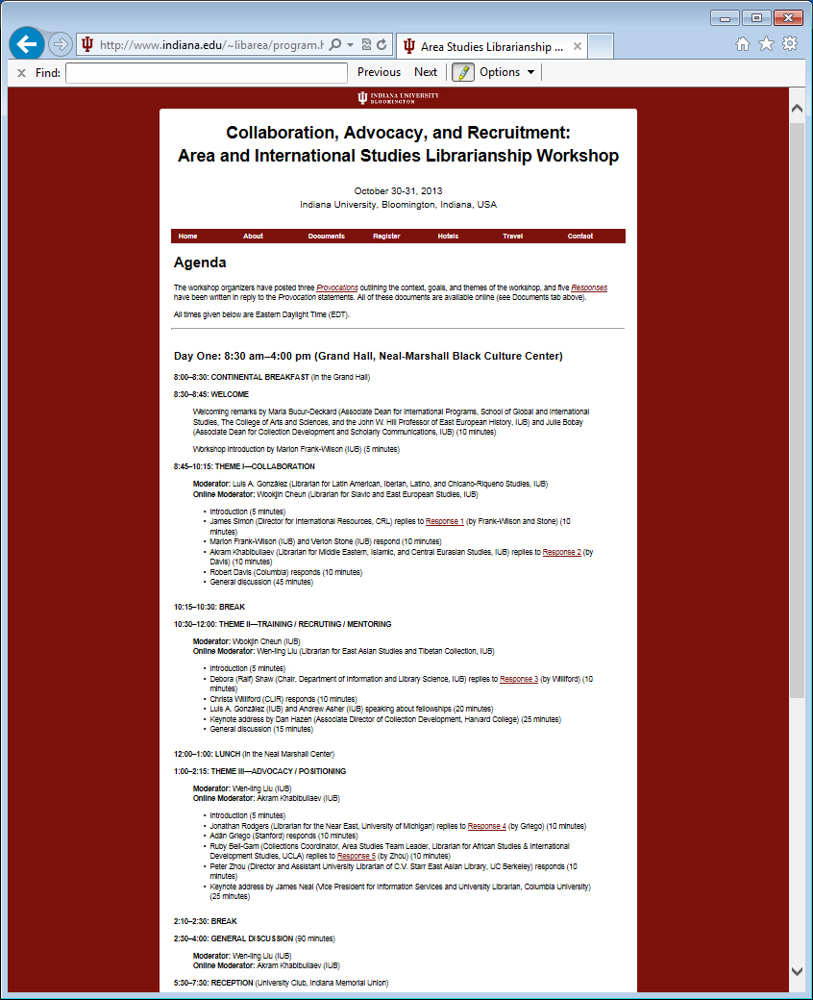 http://www.indiana.edu/~libarea/program.h
Area Studies Librarianship ...
x Find: Previous Next Options
INDIANA UNIVERSITY
BLOOMINGTON
Collaboration, Advocacy, and Recruitment:
Area and International Studies Librarianship Workshop
October 30-31, 2013
Indiana University, Bloomington, Indiana, USA
Home About Documents Register Hotels Travel Contact
Agenda
The workshop organizers have posted three Provocations outlining the context, goals, and themes of the workshop, and five Responses
have been written in reply to the Provocation statements. All of these documents are available online (see Documents tab above).
All times given below are Eastern Daylight Time (EDT).
Day One: 8:30 am–4:00 pm (Grand Hall, Neal-Marshall Black Culture Center)
8:00–8:30: CONTINENTAL BREAKFAST (in the Grand Hall)
8:30–8:45: WELCOME
Welcoming remarks by Maria Bucur-Deckard (Associate Dean for International Programs, School of Global and International
Studies, The College of Arts and Sciences, and the John W. Hill Professor of East European History, IUB) and Julie Bobay
(Associate Dean for Collection Development and Scholarly Communications, IUB) (10 minutes)
Workshop introduction by Marion Frank-Wilson (IUB) (5 minutes)
8:45–10:15: THEME I—COLLABORATION
Moderator: Luis A. González (Librarian for Latin American, Iberian, Latino, and Chicano-Riqueno Studies, IUB)
Online Moderator: Wookjin Cheun (Librarian for Slavic and East European Studies, IUB)
• Introduction (5 minutes)
• James Simon (Director for International Resources, CRL) replies to Response 1 (by Frank-Wilson and Stone) (10
minutes)
• Marion Frank-Wilson (IUB) and Verlon Stone (IUB) respond (10 minutes)
• Akram Khabibullaev (Librarian for Middle Eastern, Islamic, and Central Eurasian Studies, IUB) replies to Response 2 (by
Davis) (10 minutes)
• Robert Davis (Columbia) responds (10 minutes)
• General discussion (45 minutes)
10:15–10:30: BREAK
10:30–12:00: THEME II—TRAINING / RECRUTING / MENTORING
Moderator: Wookjin Cheun (IUB)
Online Moderator: Wen-ling Liu (Librarian for East Asian Studies and Tibetan Collection, IUB)
• Introduction (5 minutes)
• Debora (Ralf) Shaw (Chair, Department of Information and Library Science, IUB) replies to Response 3 (by Williford) (10
minutes)
• Christa Williford (CLIR) responds (10 minutes)
• Luis A. González (IUB) and Andrew Asher (IUB) speaking about fellowships (20 minutes)
• Keynote address by Dan Hazen (Associate Director of Collection Development, Harvard College) (25 minutes)
• General discussion (15 minutes)
12:00–1:00: LUNCH (in the Neal Marshall Center)
1:00–2:15: THEME III—ADVOCACY / POSITIONING
Moderator: Wen-ling Liu (IUB)
Online Moderator: Akram Khabibullaev (IUB)
• Introduction (5 minutes)
• Jonathan Rodgers (Librarian for the Near East, University of Michigan) replies to Response 4 (by Griego) (10 minutes)
• Adán Griego (Stanford) responds (10 minutes)
• Ruby Bell-Gam (Collections Coordinator, Area Studies Team Leader, Librarian for African Studies & International
Development Studies, UCLA) replies to Response 5 (by Zhou) (10 minutes)
• Peter Zhou (Director and Assistant University Librarian of C.V. Starr East Asian Library, UC Berkeley) responds (10
minutes)
• Keynote address by James Neal (Vice President for Information Services and University Librarian, Columbia University)
(25 minutes)
2:10–2:30: BREAK
2:30–4:00: GENERAL DISCUSSION (90 minutes)
Moderator: Wen-ling Liu (IUB)
Online Moderator: Akram Khabibullaev (IUB)
5:30–7:30: RECEPTION (University Club, Indiana Memorial Union)